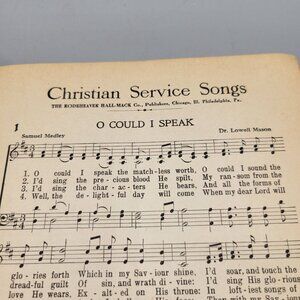 Christian Service Songs
THE RODEHEAVER HALL-MACK Co., Publishers, Chicago, Ill. Philadelphia, Pa.
1
O COULD I SPEAK
Samuel Medley
Dr. Lowell Mason
1. O could I speak the match-less worth, O could I sound the
2. I'd sing the pre-cious blood He spilt, My ran-som from the
3. I'd sing the char-ac-ters He bears, And all the forms of
4. Well, the de-light-ful day will come When my dear Lord will
glo-ries forth Which in my Sav-iour shine, I'd soar, and touch the
dread-ful guilt Of sin, and wrath di-vine: I'd sing His glo-rious
love He wears, Ex-alt-ed on His throne: In loft-iest songs of